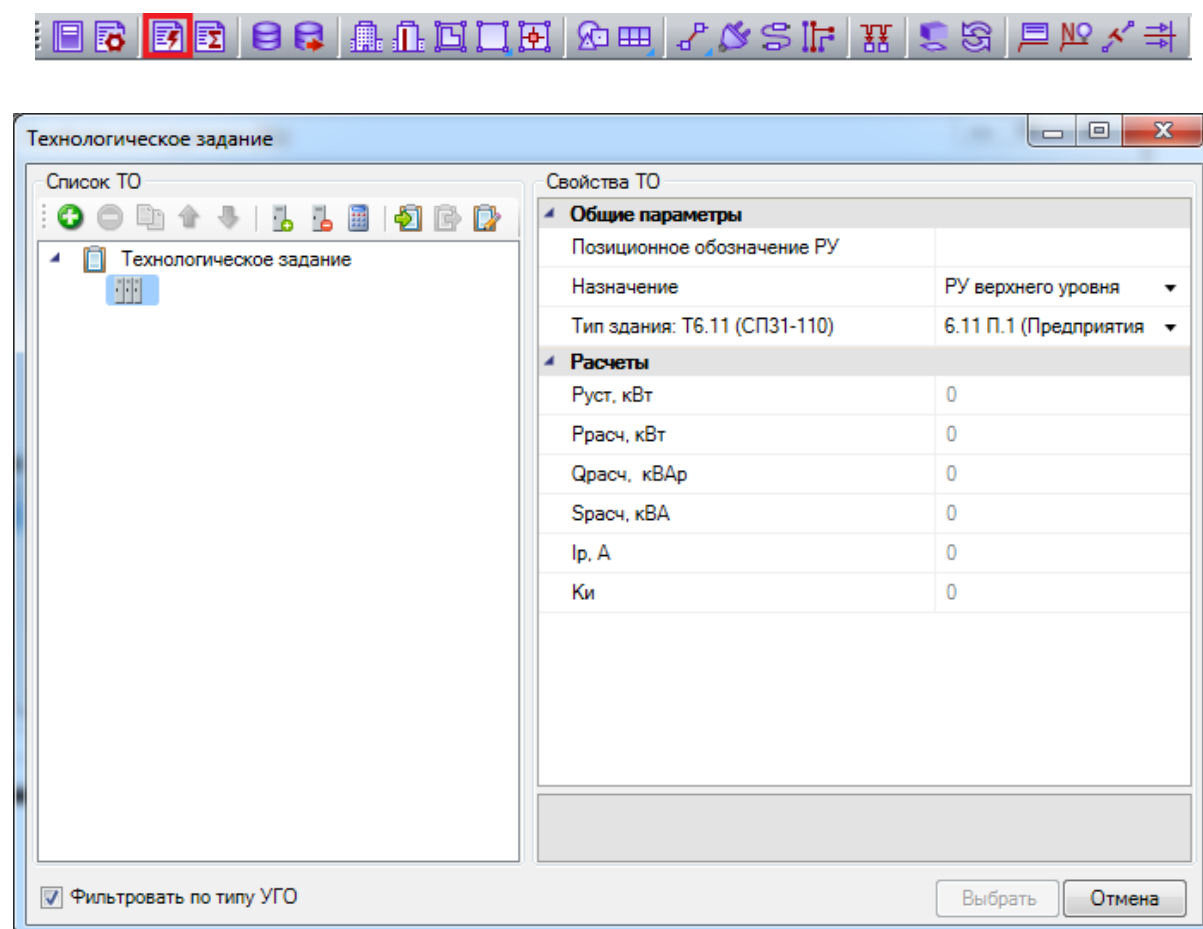 №
Технологическое задание
Список ТО
Свойства ТО
Общие параметры
Технологическое задание
Позиционное обозначение РУ
Назначение РУ верхнего уровня
Тип здания: Т6.11 (СП31-110) 6.11 П.1 (Предприятия
Расчеты
Руст, кВт 0
Ррасч, кВт 0
Qрасч, кВАр 0
Sрасч, кВА 0
Iр, А 0
Ки 0
Фильтровать по типу УГО
Выбрать
Отмена